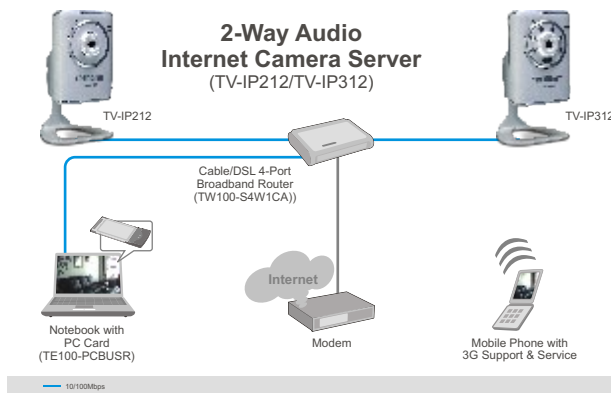 2-Way Audio
Internet Camera Server
(TV-IP212/TV-IP312)
TV-IP212
TV-IP312
Cable/DSL 4-Port
Broadband Router
(TW100-S4W1CA))
Internet
Notebook with
PC Card
(TE100-PCBUSR)
Modem
Mobile Phone with
3G Support & Service
10/100Mbps